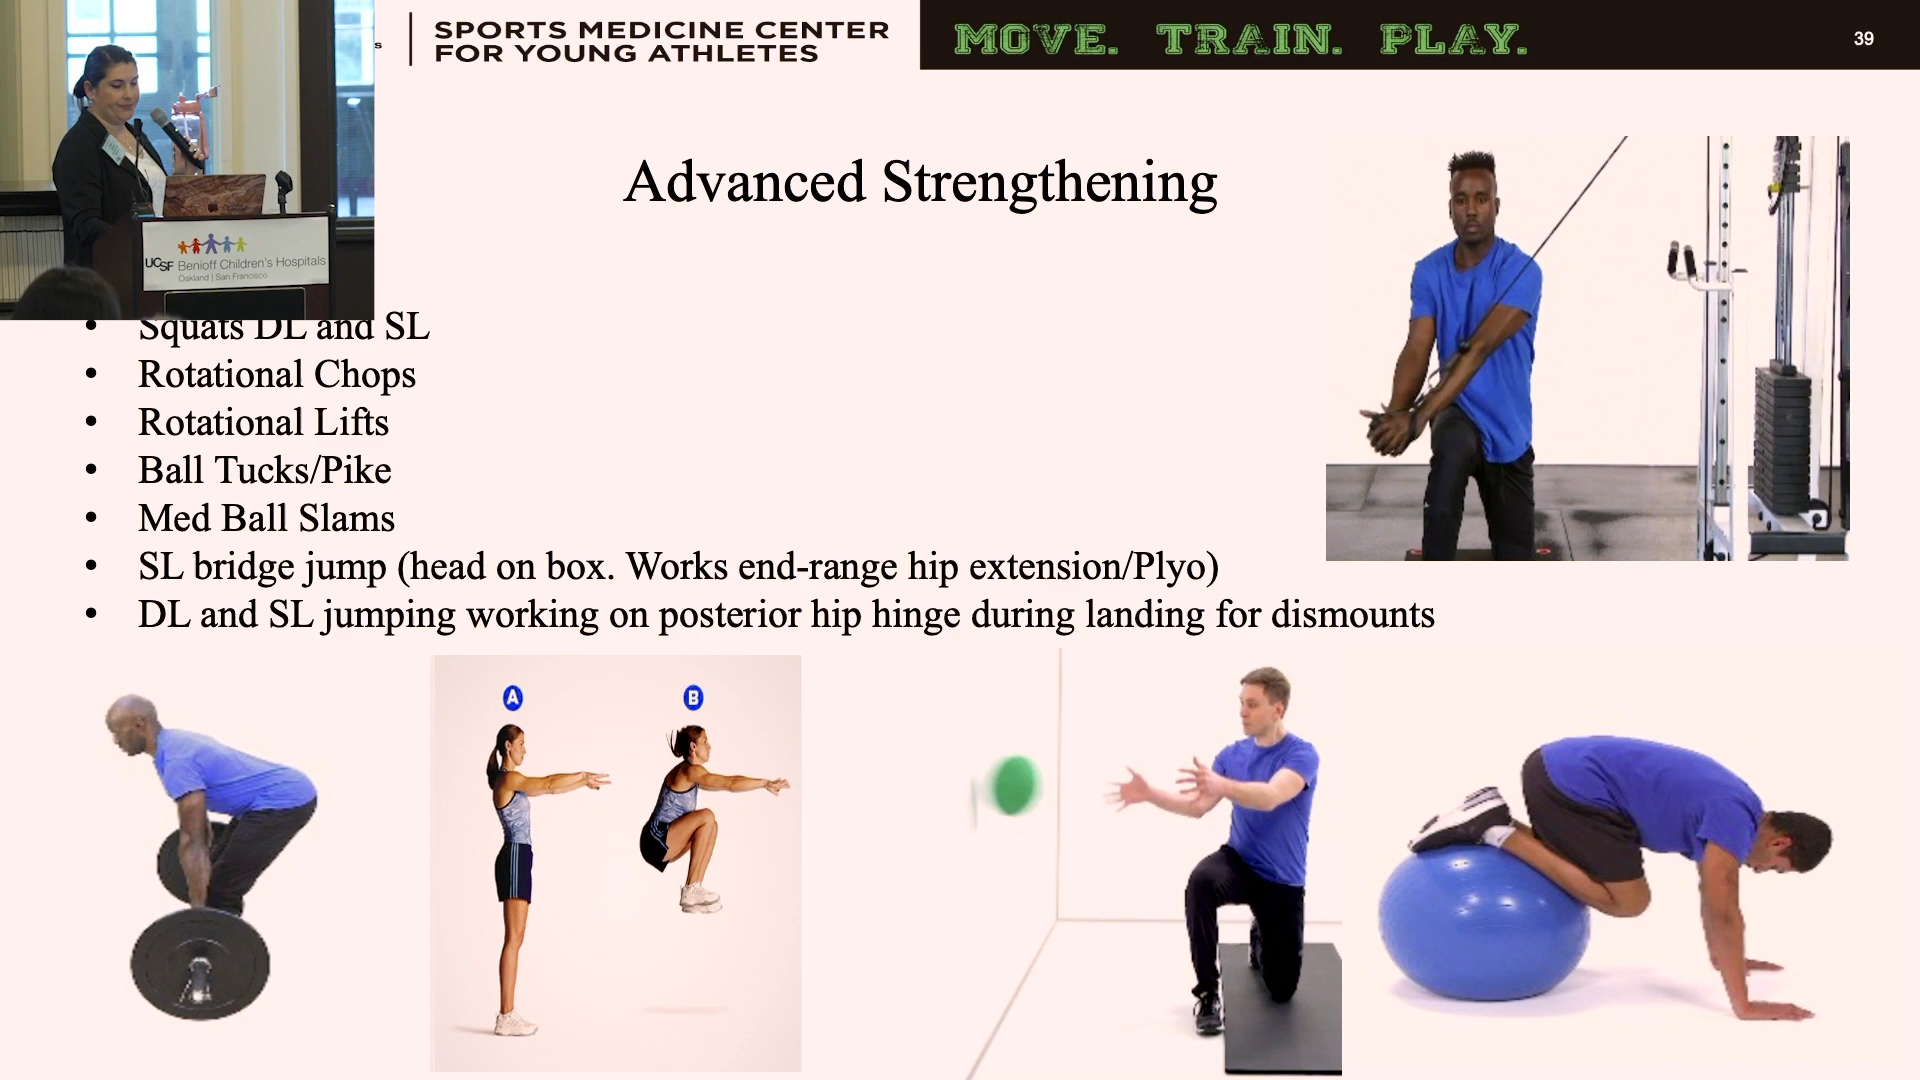 s
SPORTS MEDICINE CENTER
FOR YOUNG ATHLETES
MOVE. TRAIN. PLAY.
39
UCSF Benioff Children's Hospitals
Oakland | San Francisco
Advanced Strengthening
• Squats DL and SL
• Rotational Chops
• Rotational Lifts
• Ball Tucks/Pike
• Med Ball Slams
• SL bridge jump (head on box. Works end-range hip extension/Plyo)
• DL and SL jumping working on posterior hip hinge during landing for dismounts
A
B